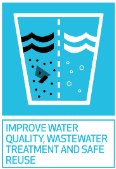 IMPROVE WATER
QUALITY, WASTEWATER
TREATMENT AND SAFE
REUSE